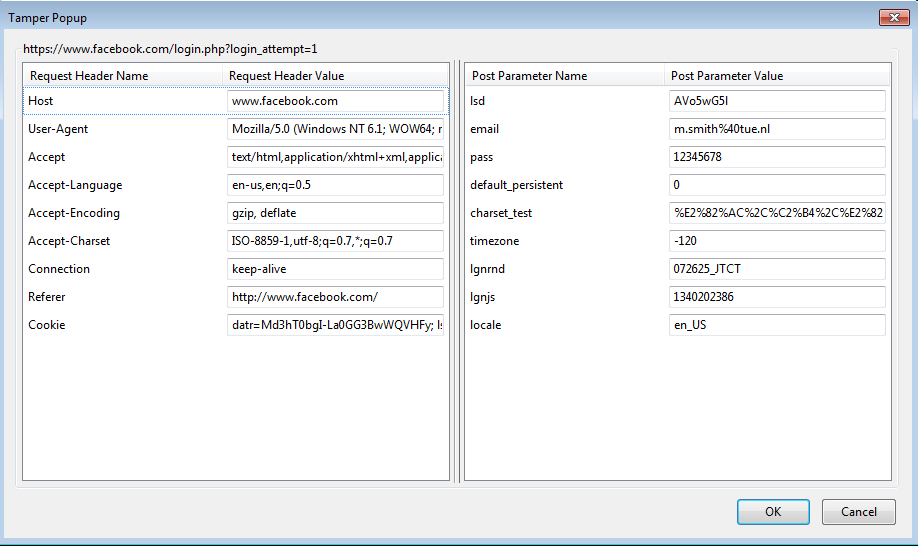 Tamper Popup
https://www.facebook.com/login.php?login_attempt=1
Request Header Name Request Header Value Post Parameter Name Post Parameter Value
Host www.facebook.com lsd AVo5wG5I
User-Agent Mozilla/5.0 (Windows NT 6.1; WOW64; r email m.smith%40tue.nl
Accept text/html,application/xhtml+xml,applica pass 12345678
Accept-Language en-us,en;q=0.5 default_persistent 0
Accept-Encoding gzip, deflate charset_test %E2%82%AC%2C%C2%B4%2C%E2%82
Accept-Charset ISO-8859-1,utf-8;q=0.7,*;q=0.7 timezone -120
Connection keep-alive lgnrnd 072625_JTCT
Referer http://www.facebook.com/ lgnjs 1340202386
Cookie datr=Md3hT0bgI-La0GG3BwWQVHFy; ls locale en_US
OK Cancel